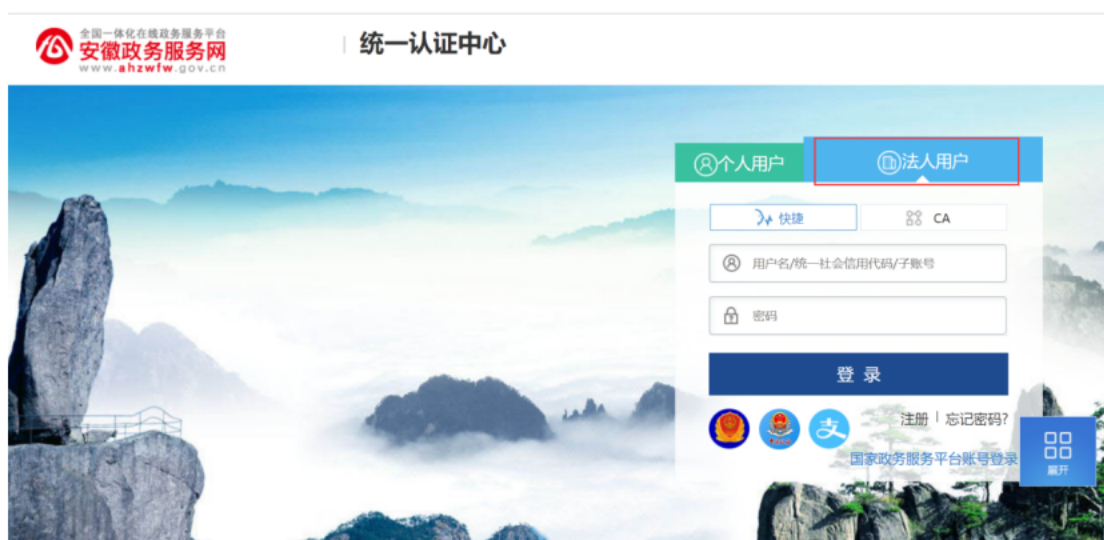 全国一体化在线政务服务平台
安徽政务服务网
www.ahzwfw.gov.cn
统一认证中心
个人用户
法人用户
快捷
CA
用户名/统一社会信用代码/子账号
密码
登 录
注册 | 忘记密码?
国家政务服务平台账号登录
展开